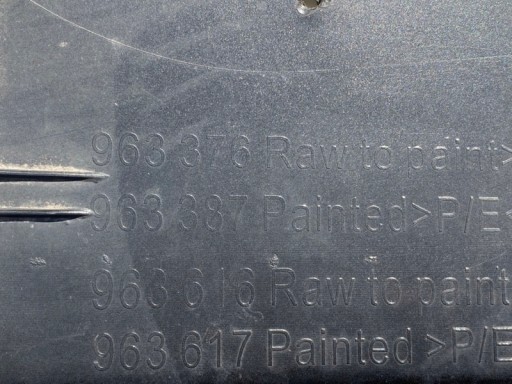 963 376 Raw to paint>
963 387 Painted>P/E<
963 616 Raw to paint
963 617 Painted >P/E